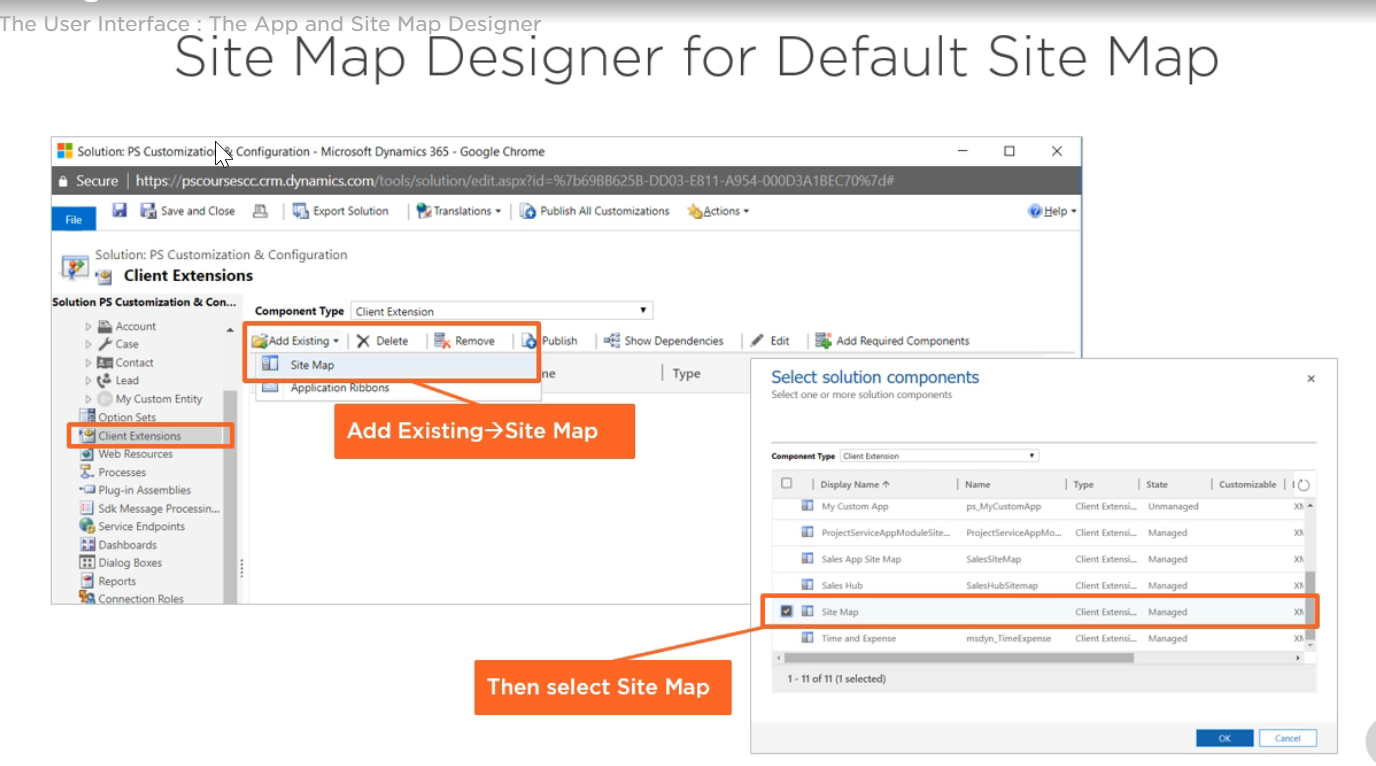 The User Interface : The App and Site Map Designer
Site Map Designer for Default Site Map
Solution: PS Customization & Configuration - Microsoft Dynamics 365 - Google Chrome
Secure | https://pscoursescc.crm.dynamics.com/tools/solution/edit.aspx?id=%7b69BB625B-DD03-E811-A954-000D3A1BEC70%7d#
File Save and Close Export Solution Translations Publish All Customizations Actions Help
Solution: PS Customization & Configuration
Client Extensions
Solution PS Customization & Con...
Account
Case
Contact
Lead
My Custom Entity
Option Sets
Client Extensions
Web Resources
Processes
Plug-in Assemblies
Sdk Message Processin...
Service Endpoints
Dashboards
Dialog Boxes
Reports
Connection Roles
Component Type Client Extension
Add Existing Delete Remove Publish Show Dependencies Edit Add Required Components
Site Map
Application Ribbons
Type
Add Existing→Site Map
Select solution components
Select one or more solution components
Component Type Client Extension
Display Name Name Type State Customizable
My Custom App ps_MyCustomApp Client Extensi... Unmanaged
ProjectServiceAppModuleSite... ProjectServiceAppMo... Client Extensi... Managed
Sales App Site Map SalesSiteMap Client Extensi... Managed
Sales Hub SalesHubSitemap Client Extensi... Managed
Site Map Client Extensi... Managed
Time and Expense msdyn_TimeExpense Client Extensi... Managed
1 - 11 of 11 (1 selected)
OK Cancel
Then select Site Map